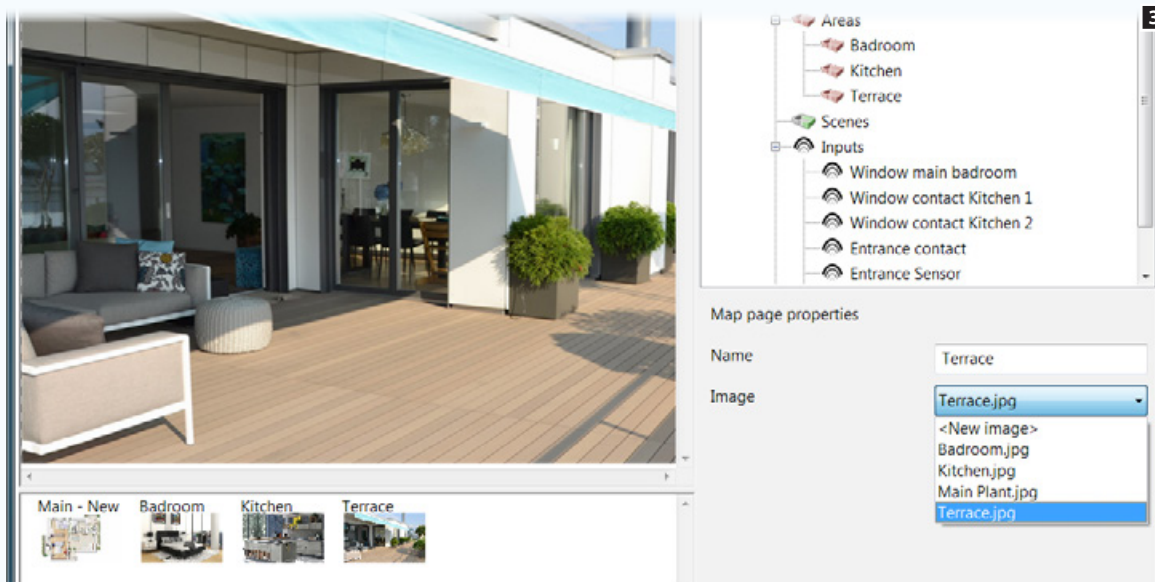 3
Areas
Badroom
Kitchen
Terrace
Scenes
Inputs
Window main badroom
Window contact Kitchen 1
Window contact Kitchen 2
Entrance contact
Entrance Sensor
Map page properties
Name
Terrace
Image
Terrace.jpg
<New image>
Badroom.jpg
Kitchen.jpg
Main Plant.jpg
Terrace.jpg
Main - New
Badroom
Kitchen
Terrace